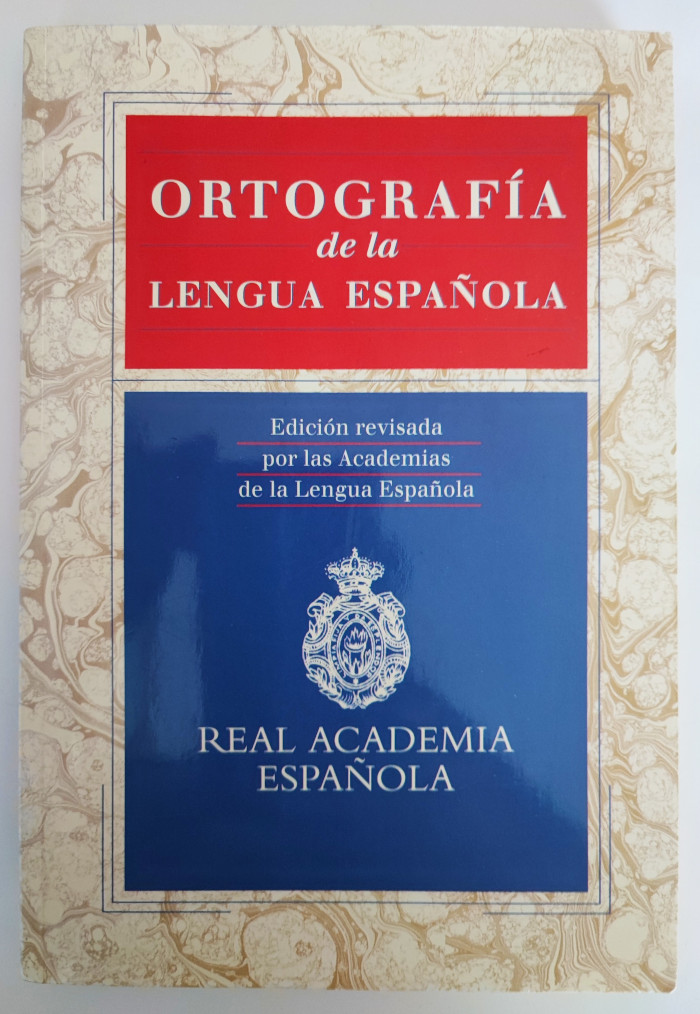 ORTOGRAFÍA
de la
LENGUA ESPAÑOLA
Edición revisada
por las Academias
de la Lengua Española
REAL ACADEMIA
ESPAÑOLA